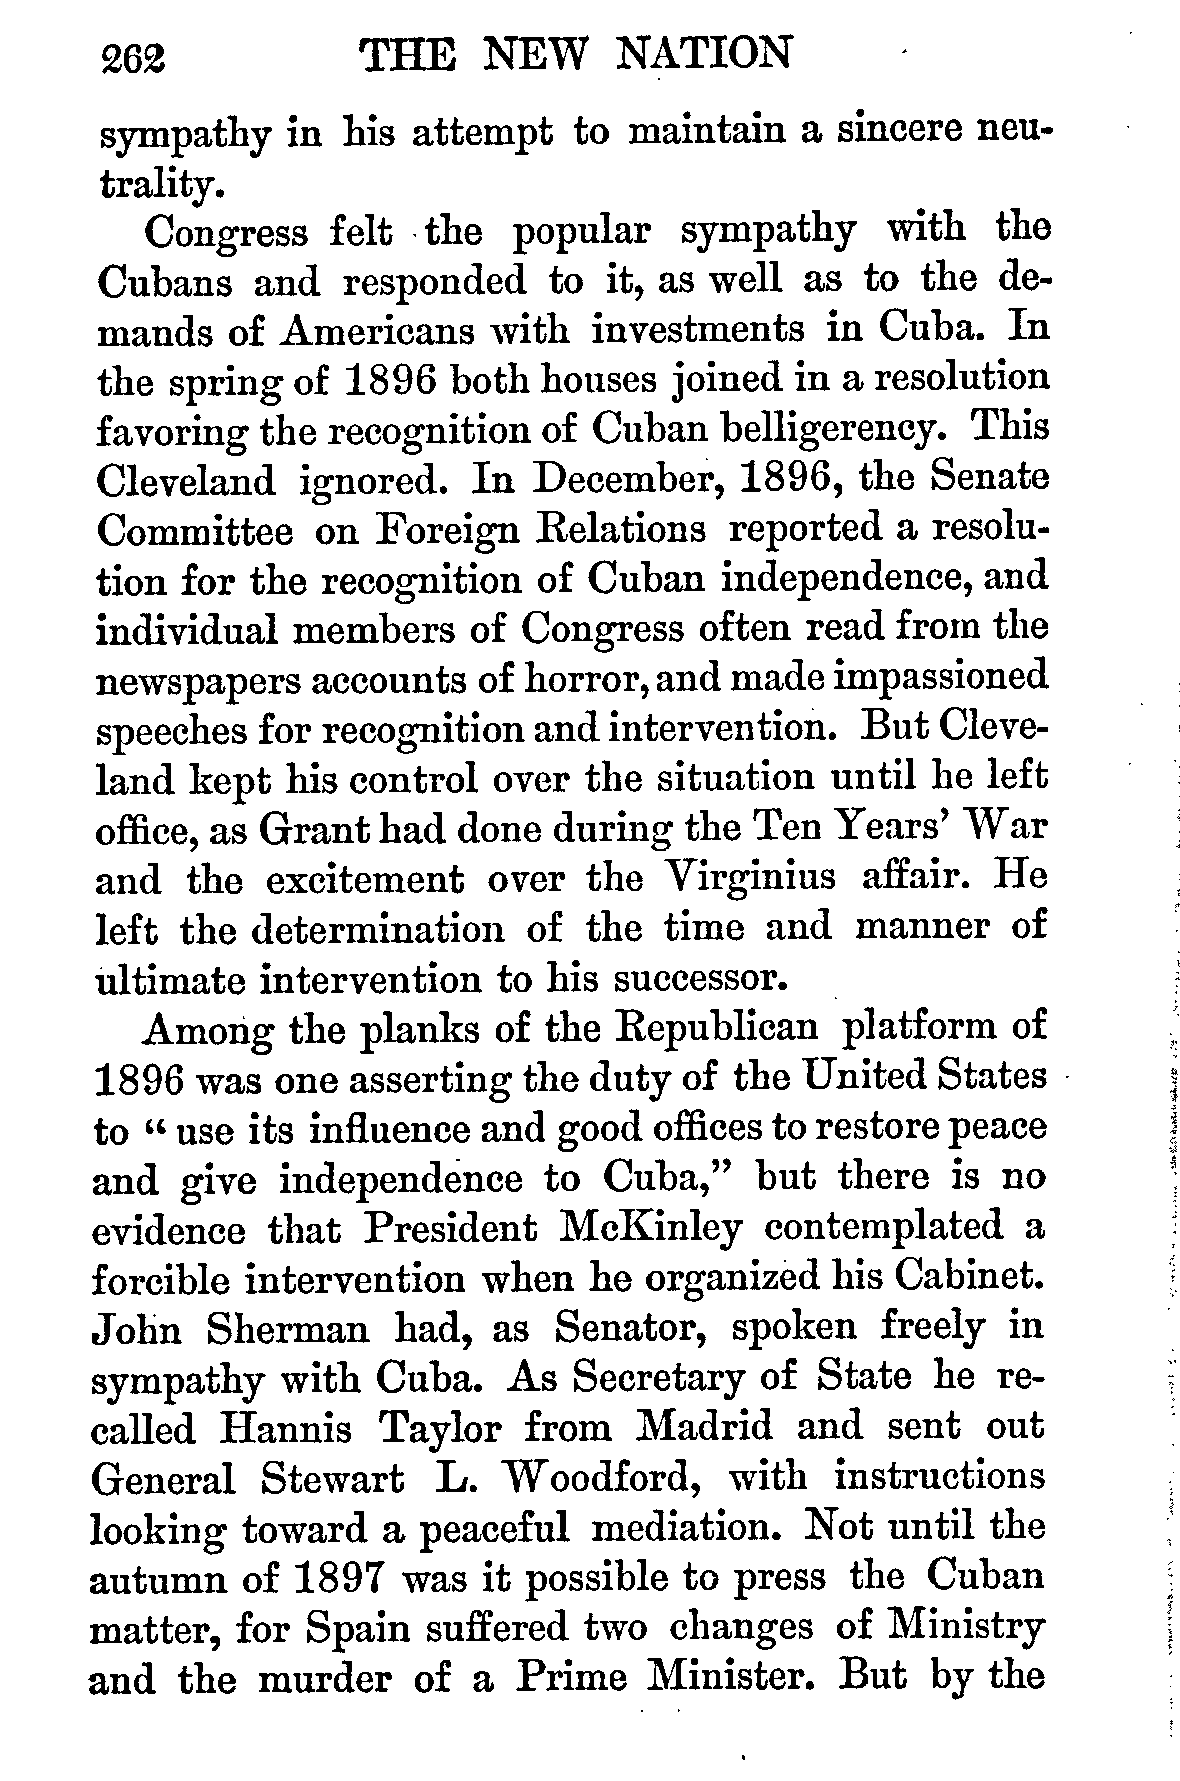 262 THE NEW NATION
sympathy in his attempt to maintain a sincere neu-
trality.
Congress felt the popular sympathy with the
Cubans and responded to it, as well as to the de-
mands of Americans with investments in Cuba. In
the spring of 1896 both houses joined in a resolution
favoring the recognition of Cuban belligerency. This
Cleveland ignored. In December, 1896, the Senate
Committee on Foreign Relations reported a resolu-
tion for the recognition of Cuban independence, and
individual members of Congress often read from the
newspapers accounts of horror, and made impassioned
speeches for recognition and intervention. But Cleve-
land kept his control over the situation until he left
office, as Grant had done during the Ten Years' War
and the excitement over the Virginius affair. He
left the determination of the time and manner of
ultimate intervention to his successor.
Among the planks of the Republican platform of
1896 was one asserting the duty of the United States
to “ use its influence and good offices to restore peace
and give independence to Cuba,” but there is no
evidence that President McKinley contemplated a
forcible intervention when he organized his Cabinet.
John Sherman had, as Senator, spoken freely in
sympathy with Cuba. As Secretary of State he re-
called Hannis Taylor from Madrid and sent out
General Stewart L. Woodford, with instructions
looking toward a peaceful mediation. Not until the
autumn of 1897 was it possible to press the Cuban
matter, for Spain suffered two changes of Ministry
and the murder of a Prime Minister. But by the